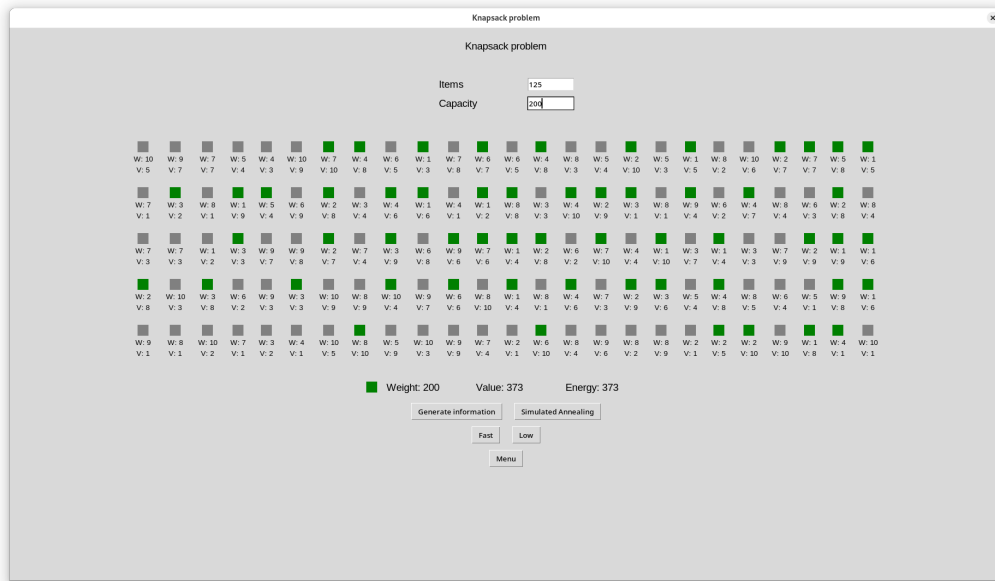 Knapsack problem
Knapsack problem
Items 125
Capacity 200
W: 10 W: 9 W: 7 W: 5 W: 4 W: 10 W: 7 W: 4 W: 6 W: 1 W: 7 W: 6 W: 6 W: 4 W: 8 W: 5 W: 2 W: 5 W: 1 W: 8 W: 10 W: 2 W: 7 W: 5 W: 1
V: 5 V: 7 V: 7 V: 4 V: 3 V: 9 V: 10 V: 8 V: 5 V: 3 V: 8 V: 7 V: 5 V: 8 V: 3 V: 4 V: 10 V: 3 V: 5 V: 2 V: 6 V: 7 V: 7 V: 8 V: 5
W: 7 W: 3 W: 8 W: 1 W: 5 W: 6 W: 2 W: 3 W: 4 W: 1 W: 4 W: 1 W: 8 W: 3 W: 4 W: 2 W: 3 W: 8 W: 9 W: 6 W: 4 W: 8 W: 6 W: 2 W: 8
V: 1 V: 2 V: 1 V: 9 V: 4 V: 9 V: 8 V: 4 V: 6 V: 6 V: 1 V: 2 V: 8 V: 3 V: 10 V: 9 V: 1 V: 1 V: 4 V: 2 V: 7 V: 4 V: 3 V: 8 V: 4
W: 7 W: 7 W: 1 W: 3 W: 9 W: 9 W: 2 W: 7 W: 3 W: 6 W: 9 W: 7 W: 1 W: 2 W: 6 W: 7 W: 4 W: 1 W: 3 W: 4 W: 3 W: 7 W: 2 W: 1 W: 1
V: 3 V: 3 V: 2 V: 3 V: 7 V: 8 V: 7 V: 4 V: 9 V: 8 V: 6 V: 6 V: 4 V: 8 V: 2 V: 10 V: 4 V: 10 V: 7 V: 1 V: 3 V: 9 V: 9 V: 9 V: 6
W: 2 W: 10 W: 3 W: 6 W: 9 W: 3 W: 10 W: 8 W: 10 W: 9 W: 6 W: 8 W: 1 W: 8 W: 4 W: 7 W: 2 W: 3 W: 5 W: 4 W: 8 W: 6 W: 5 W: 9 W: 1
V: 8 V: 3 V: 8 V: 2 V: 3 V: 3 V: 9 V: 9 V: 4 V: 7 V: 6 V: 10 V: 4 V: 1 V: 6 V: 3 V: 9 V: 6 V: 4 V: 8 V: 5 V: 4 V: 1 V: 8 V: 6
W: 9 W: 8 W: 10 W: 7 W: 3 W: 4 W: 10 W: 8 W: 5 W: 10 W: 9 W: 7 W: 2 W: 6 W: 8 W: 4 W: 8 W: 8 W: 2 W: 2 W: 2 W: 9 W: 1 W: 4 W: 10
V: 1 V: 1 V: 2 V: 1 V: 2 V: 1 V: 5 V: 10 V: 9 V: 3 V: 9 V: 4 V: 1 V: 10 V: 4 V: 6 V: 2 V: 9 V: 1 V: 5 V: 10 V: 10 V: 8 V: 1 V: 1
Weight: 200 Value: 373 Energy: 373
Generate information Simulated Annealing
Fast Low
Menu